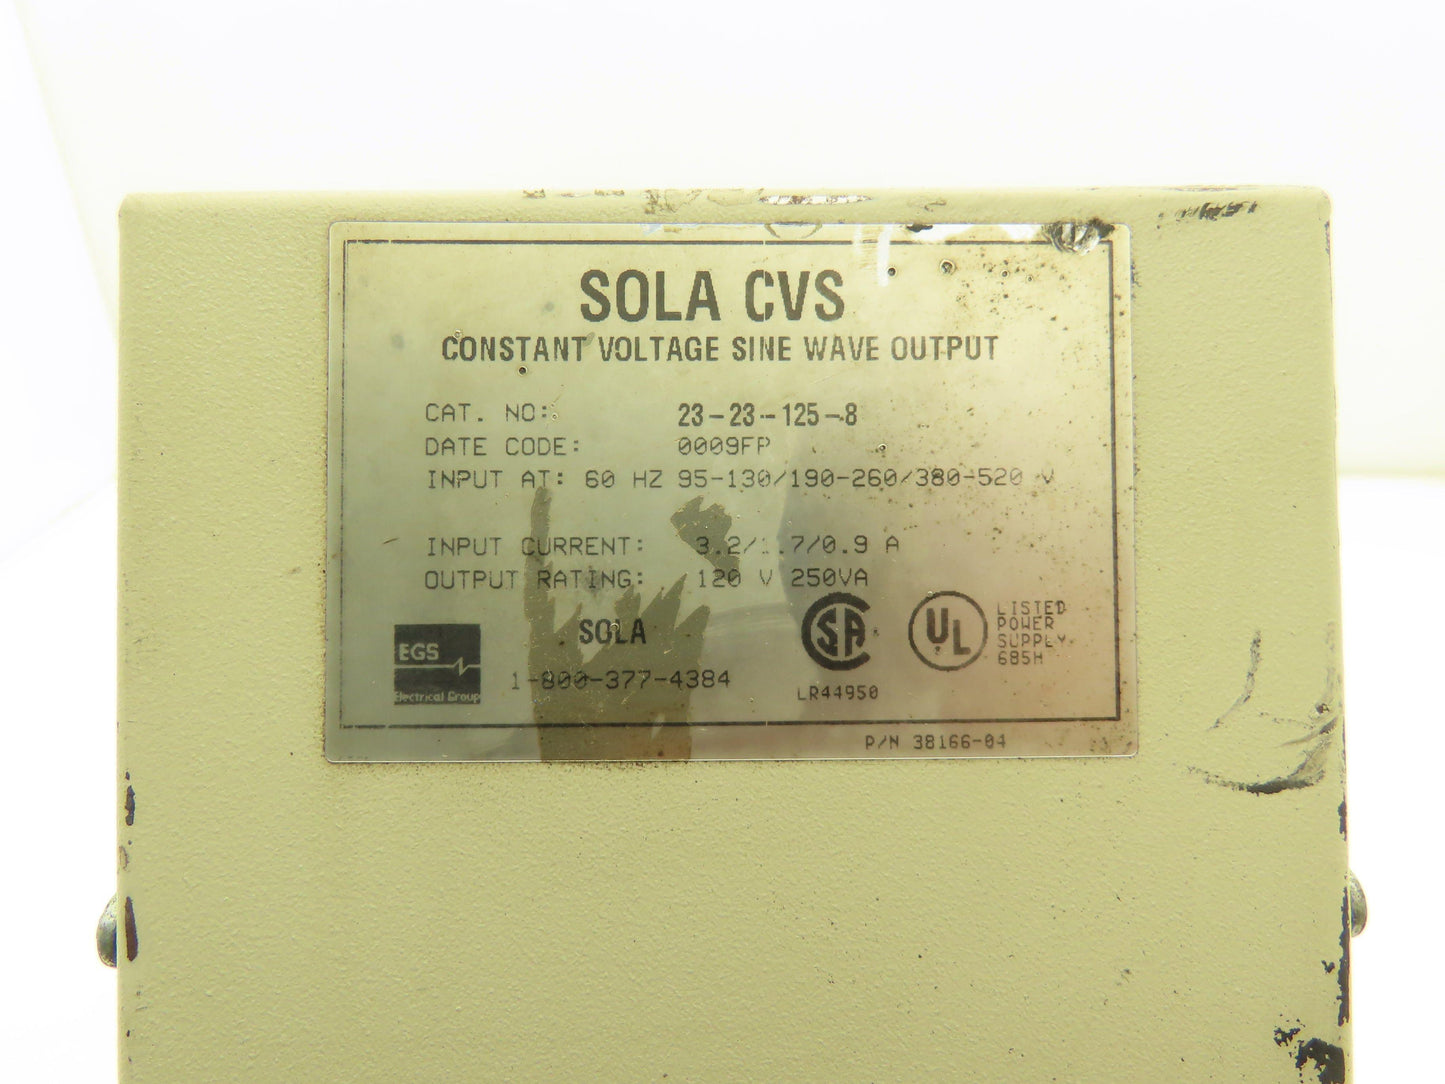 SOLA CVS
CONSTANT VOLTAGE SINE WAVE OUTPUT
CAT. NO: 23-23-125-8
DATE CODE: 0009FP
INPUT AT: 60 HZ 95-130/190-260/380-520 V
INPUT CURRENT: 3.2/1.7/0.9 A
OUTPUT RATING: 120 V 250VA
EGS
Electrical Group
SOLA
1-800-377-4384
SA
LR44950
UL
LISTED
POWER
SUPPLY
685H
P/N 38166-04